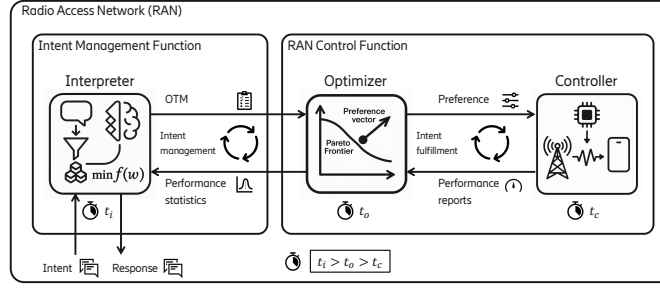 Radio Access Network (RAN)
Intent Management Function
RAN Control Function
Interpreter
Optimizer
Controller
OTM
Preference
min f(w)
Intent
management
Preference
vector
Pareto
Frontier
Intent
fulfillment
Performance
statistics
Performance
reports
t_i
t_o
t_c
Intent
Response
t_i > t_o > t_c